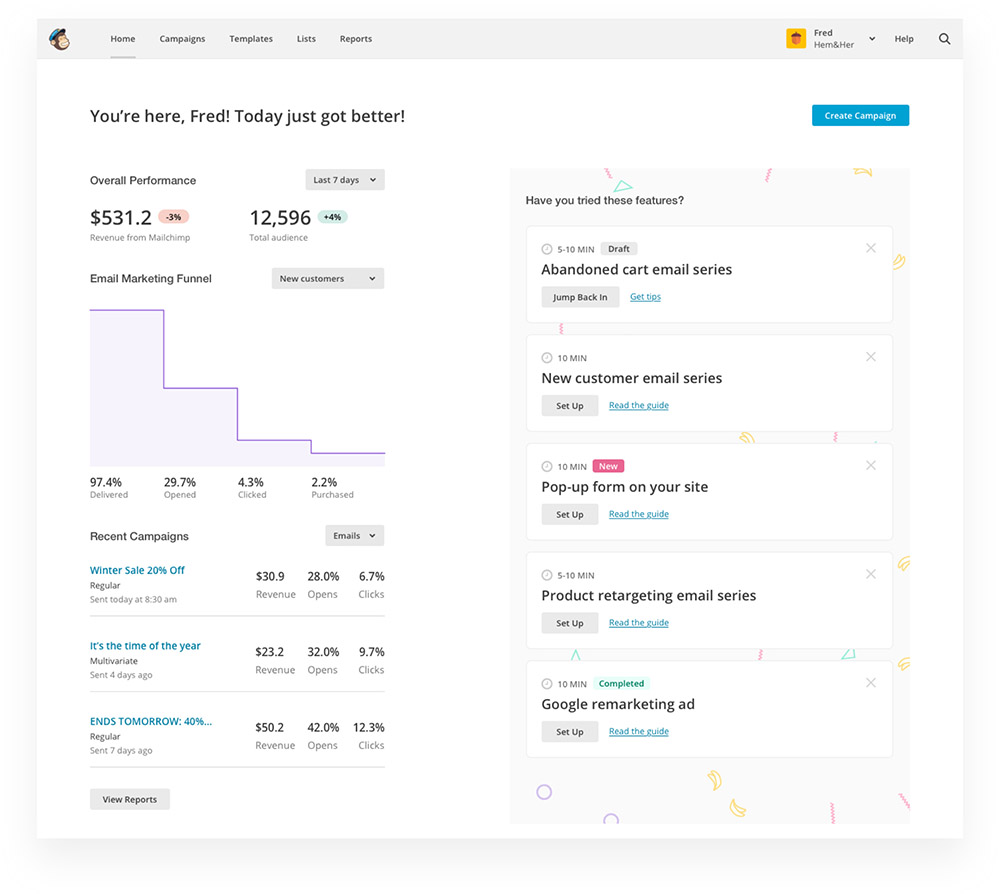 Home Campaigns Templates Lists Reports
Fred
Hem&Her
Help
You're here, Fred! Today just got better!
Create Campaign
Overall Performance
Last 7 days
$531.2 -3%
Revenue from Mailchimp
12,596 +4%
Total audience
Email Marketing Funnel
New customers
97.4% 29.7% 4.3% 2.2%
Delivered Opened Clicked Purchased
Recent Campaigns
Emails
Winter Sale 20% Off
Regular
Sent today at 8:30 am
$30.9 28.0% 6.7%
Revenue Opens Clicks
It's the time of the year
Multivariate
Sent 4 days ago
$23.2 32.0% 9.7%
Revenue Opens Clicks
ENDS TOMORROW: 40%...
Regular
Sent 7 days ago
$50.2 42.0% 12.3%
Revenue Opens Clicks
View Reports
Have you tried these features?
5-10 MIN Draft
Abandoned cart email series
Jump Back In Get tips
10 MIN
New customer email series
Set Up Read the guide
10 MIN New
Pop-up form on your site
Set Up Read the guide
5-10 MIN
Product retargeting email series
Set Up Read the guide
10 MIN Completed
Google remarketing ad
Set Up Read the guide